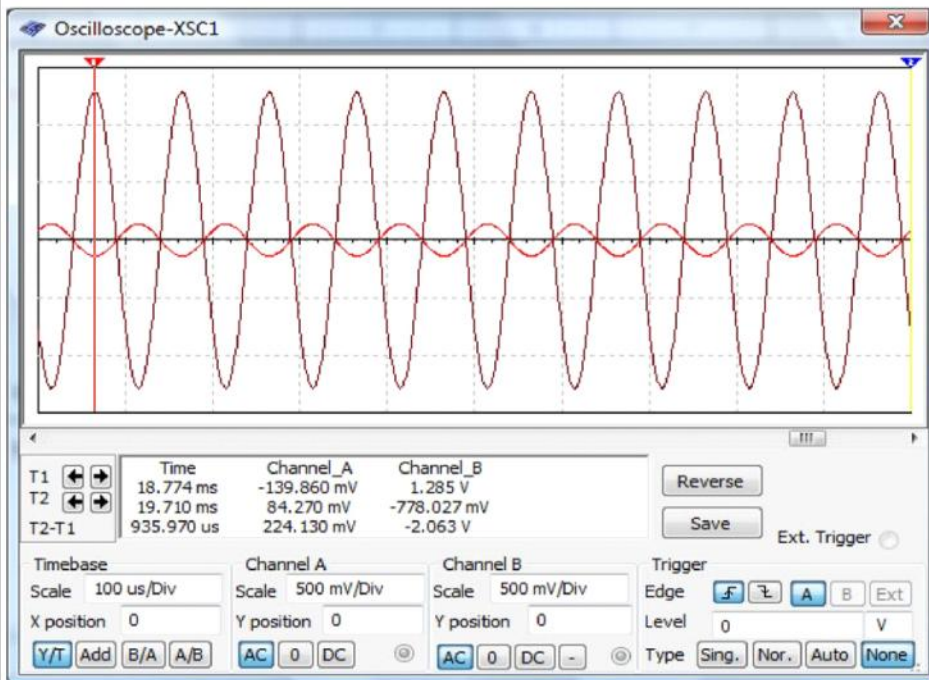 Oscilloscope-XSC1
1
2
Time Channel_A Channel_B
T1 18.774 ms -139.860 mV 1.285 V
T2 19.710 ms 84.270 mV -778.027 mV
T2-T1 935.970 us 224.130 mV -2.063 V
Reverse
Save
Ext. Trigger
Timebase
Scale 100 us/Div
X position 0
Y/T Add B/A A/B
Channel A
Scale 500 mV/Div
Y position 0
AC 0 DC
Channel B
Scale 500 mV/Div
Y position 0
AC 0 DC -
Trigger
Edge A B Ext
Level 0 V
Type Sing. Nor. Auto None